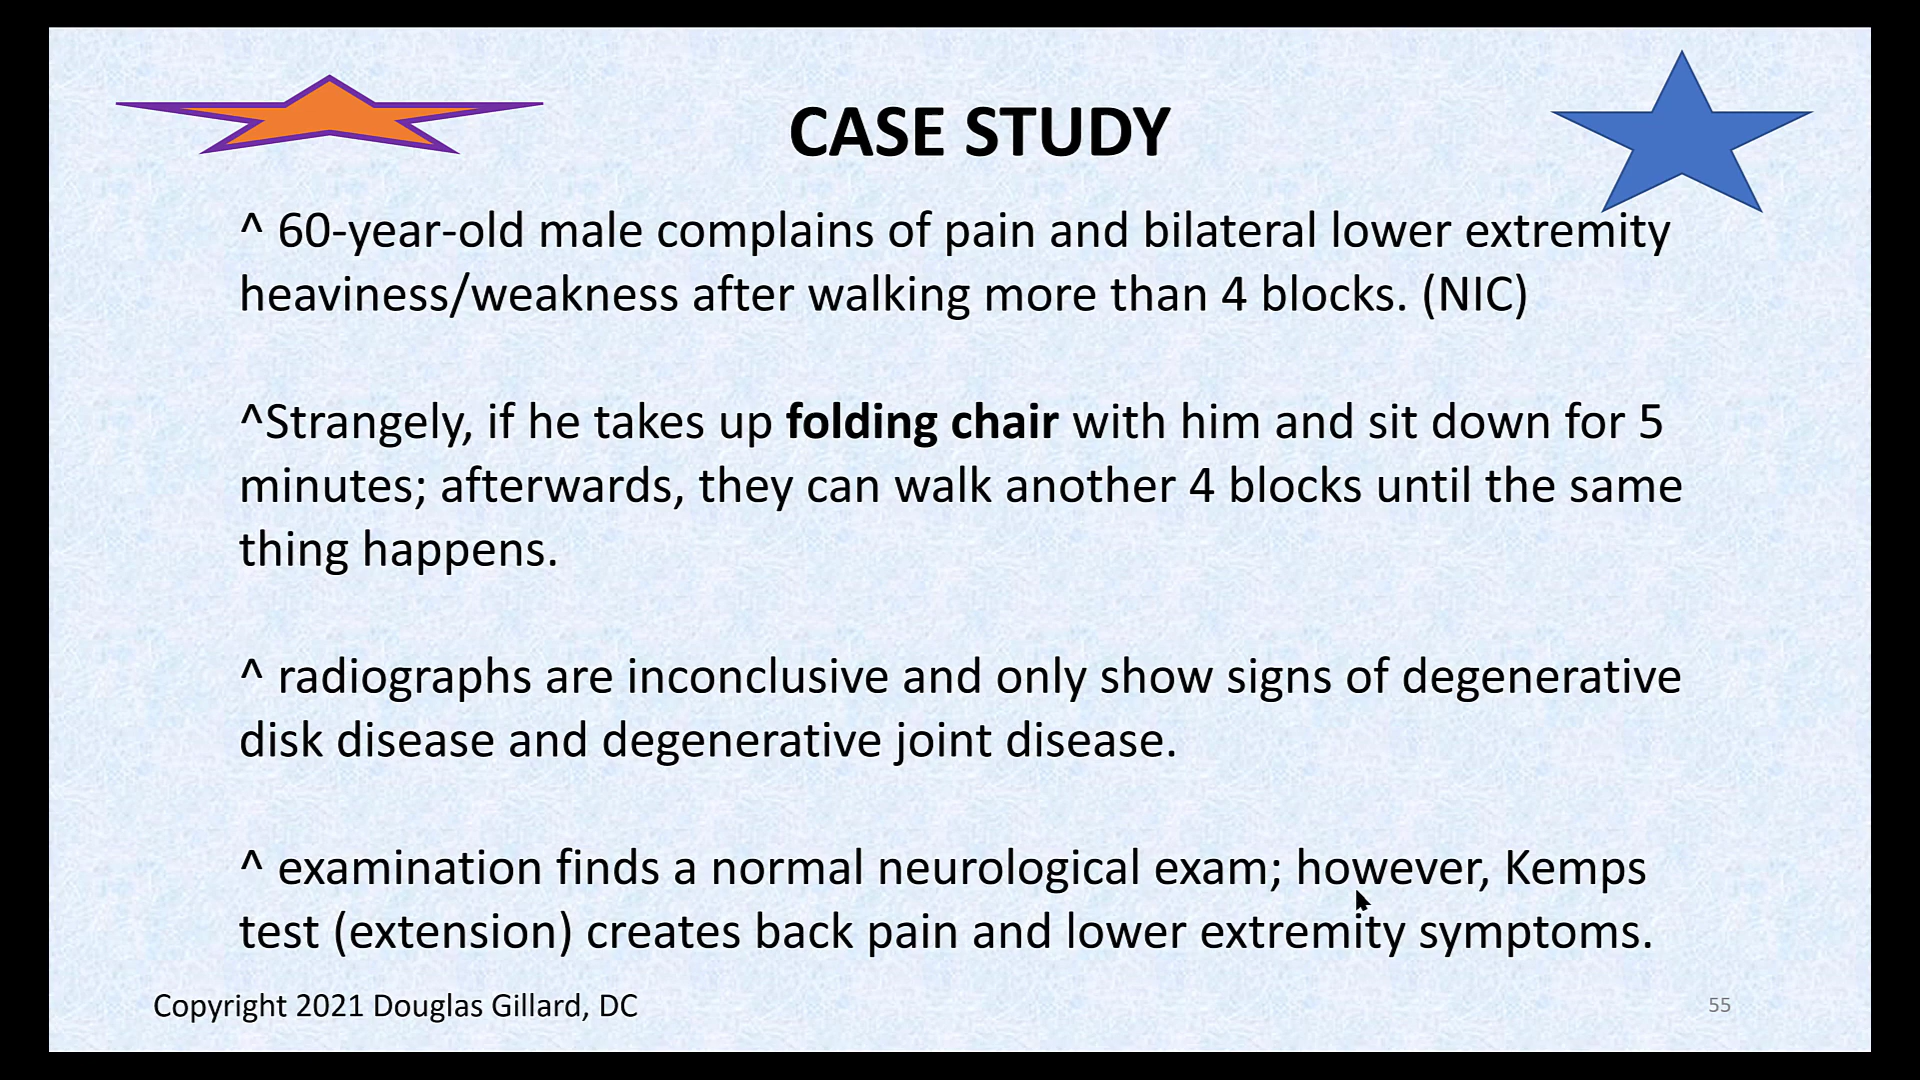 CASE STUDY
^ 60-year-old male complains of pain and bilateral lower extremity
heaviness/weakness after walking more than 4 blocks. (NIC)
^Strangely, if he takes up folding chair with him and sit down for 5
minutes; afterwards, they can walk another 4 blocks until the same
thing happens.
^ radiographs are inconclusive and only show signs of degenerative
disk disease and degenerative joint disease.
^ examination finds a normal neurological exam; however, Kemps
test (extension) creates back pain and lower extremity symptoms.
Copyright 2021 Douglas Gillard, DC
55